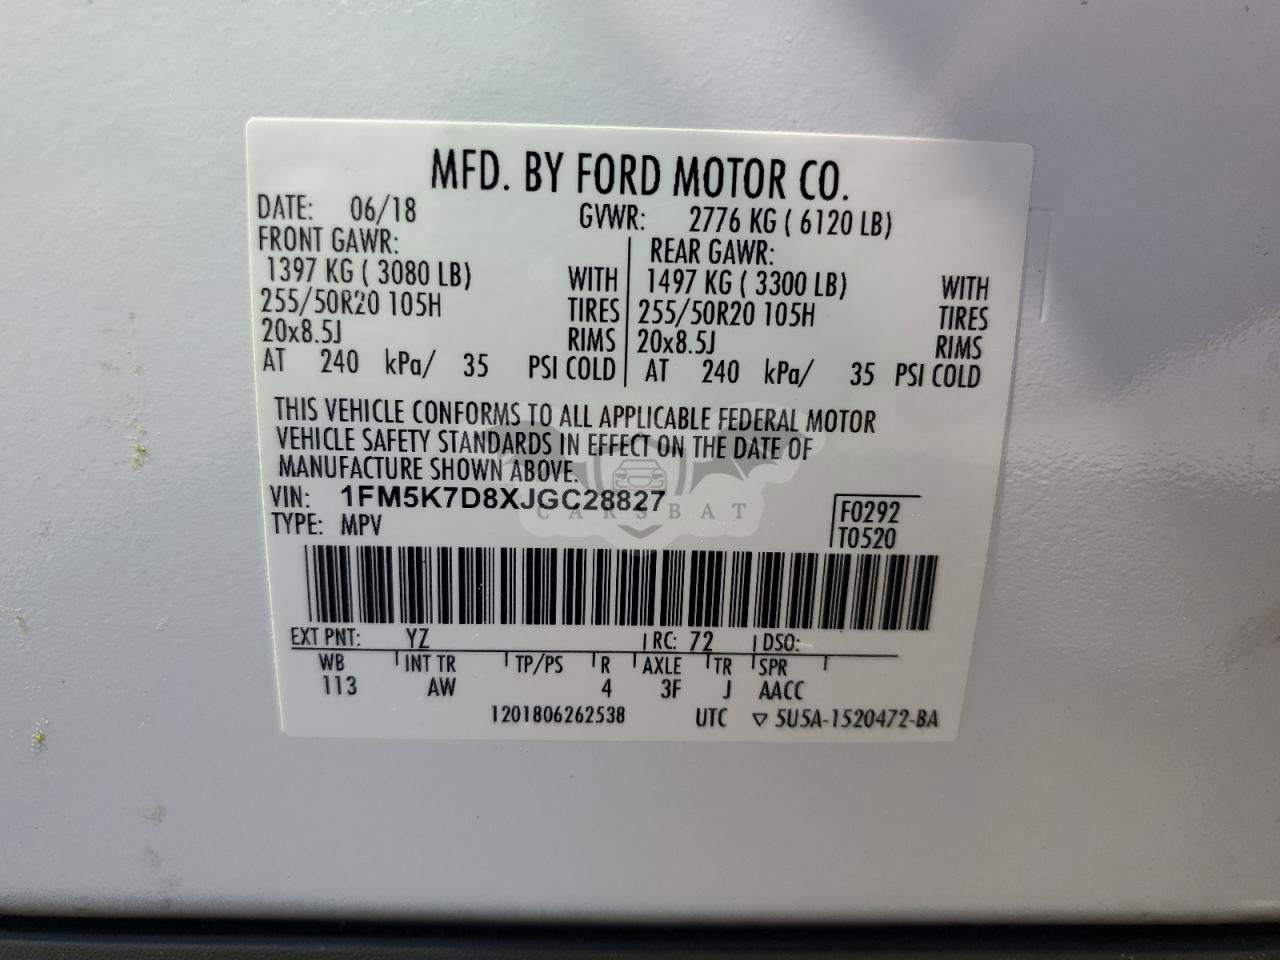 MFD. BY FORD MOTOR CO.
DATE: 06/18 GVWR: 2776 KG ( 6120 LB)
FRONT GAWR: REAR GAWR:
1397 KG ( 3080 LB) WITH 1497 KG ( 3300 LB) WITH
255/50R20 105H TIRES 255/50R20 105H TIRES
20x8.5J RIMS 20x8.5J RIMS
AT 240 kPa/ 35 PSI COLD AT 240 kPa/ 35 PSI COLD
THIS VEHICLE CONFORMS TO ALL APPLICABLE FEDERAL MOTOR
VEHICLE SAFETY STANDARDS IN EFFECT ON THE DATE OF
MANUFACTURE SHOWN ABOVE.
VIN: 1FM5K7D8XJGC28827
CARSBAT
F0292
TYPE: MPV
T0520
EXT PNT: YZ RC: 72 DSO:
WB INT TR TP/PS R AXLE TR SPR
113 AW 4 3F J AACC
1201806262538 UTC ▽ 5U5A-1520472-BA